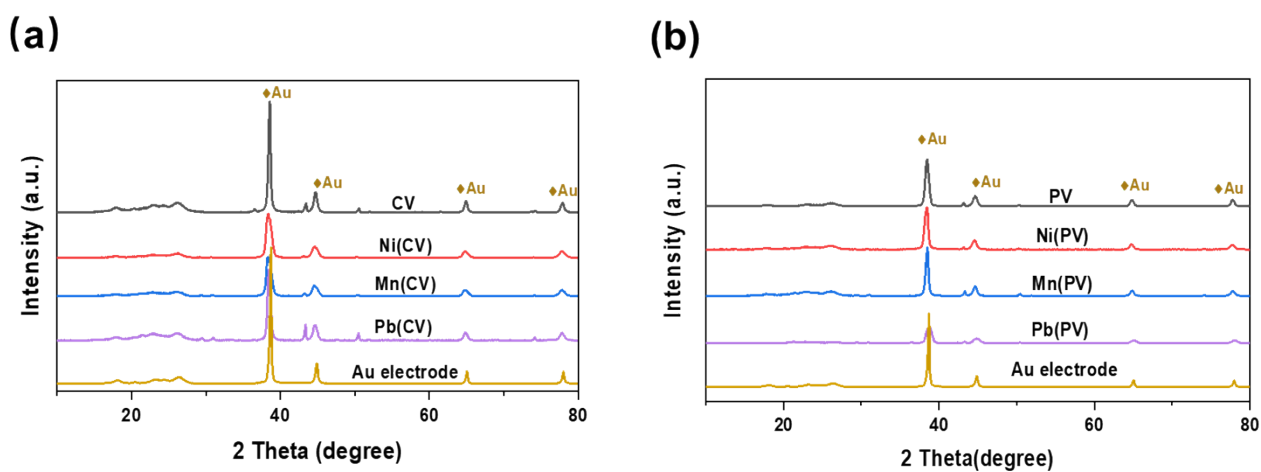 (a)
◆Au
◆Au
◆Au
◆Au
CV
Ni(CV)
Mn(CV)
Pb(CV)
Au electrode
Intensity (a.u.)
20
40
60
80
2 Theta (degree)
(b)
◆Au
◆Au
◆Au
◆Au
PV
Ni(PV)
Mn(PV)
Pb(PV)
Au electrode
Intensity (a.u.)
20
40
60
80
2 Theta(degree)